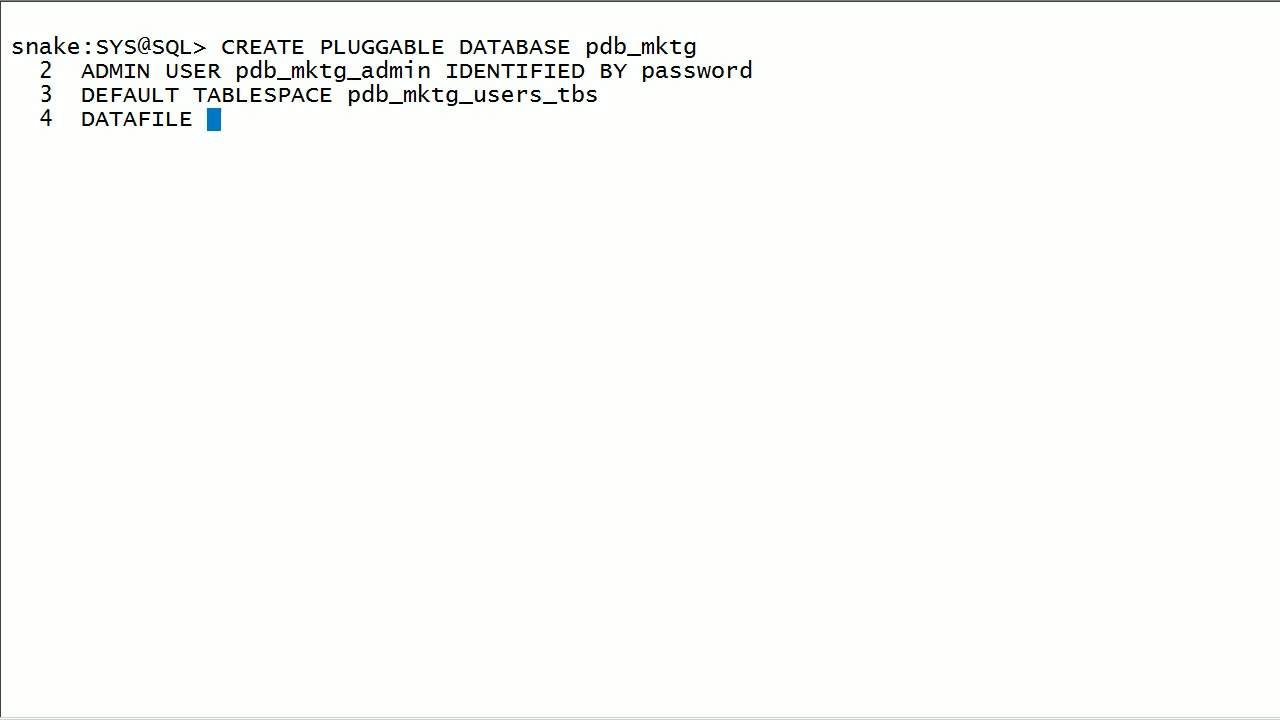 snake:SYS@SQL> CREATE PLUGGABLE DATABASE pdb_mktg
2 ADMIN USER pdb_mktg_admin IDENTIFIED BY password
3 DEFAULT TABLESPACE pdb_mktg_users_tbs
4 DATAFILE